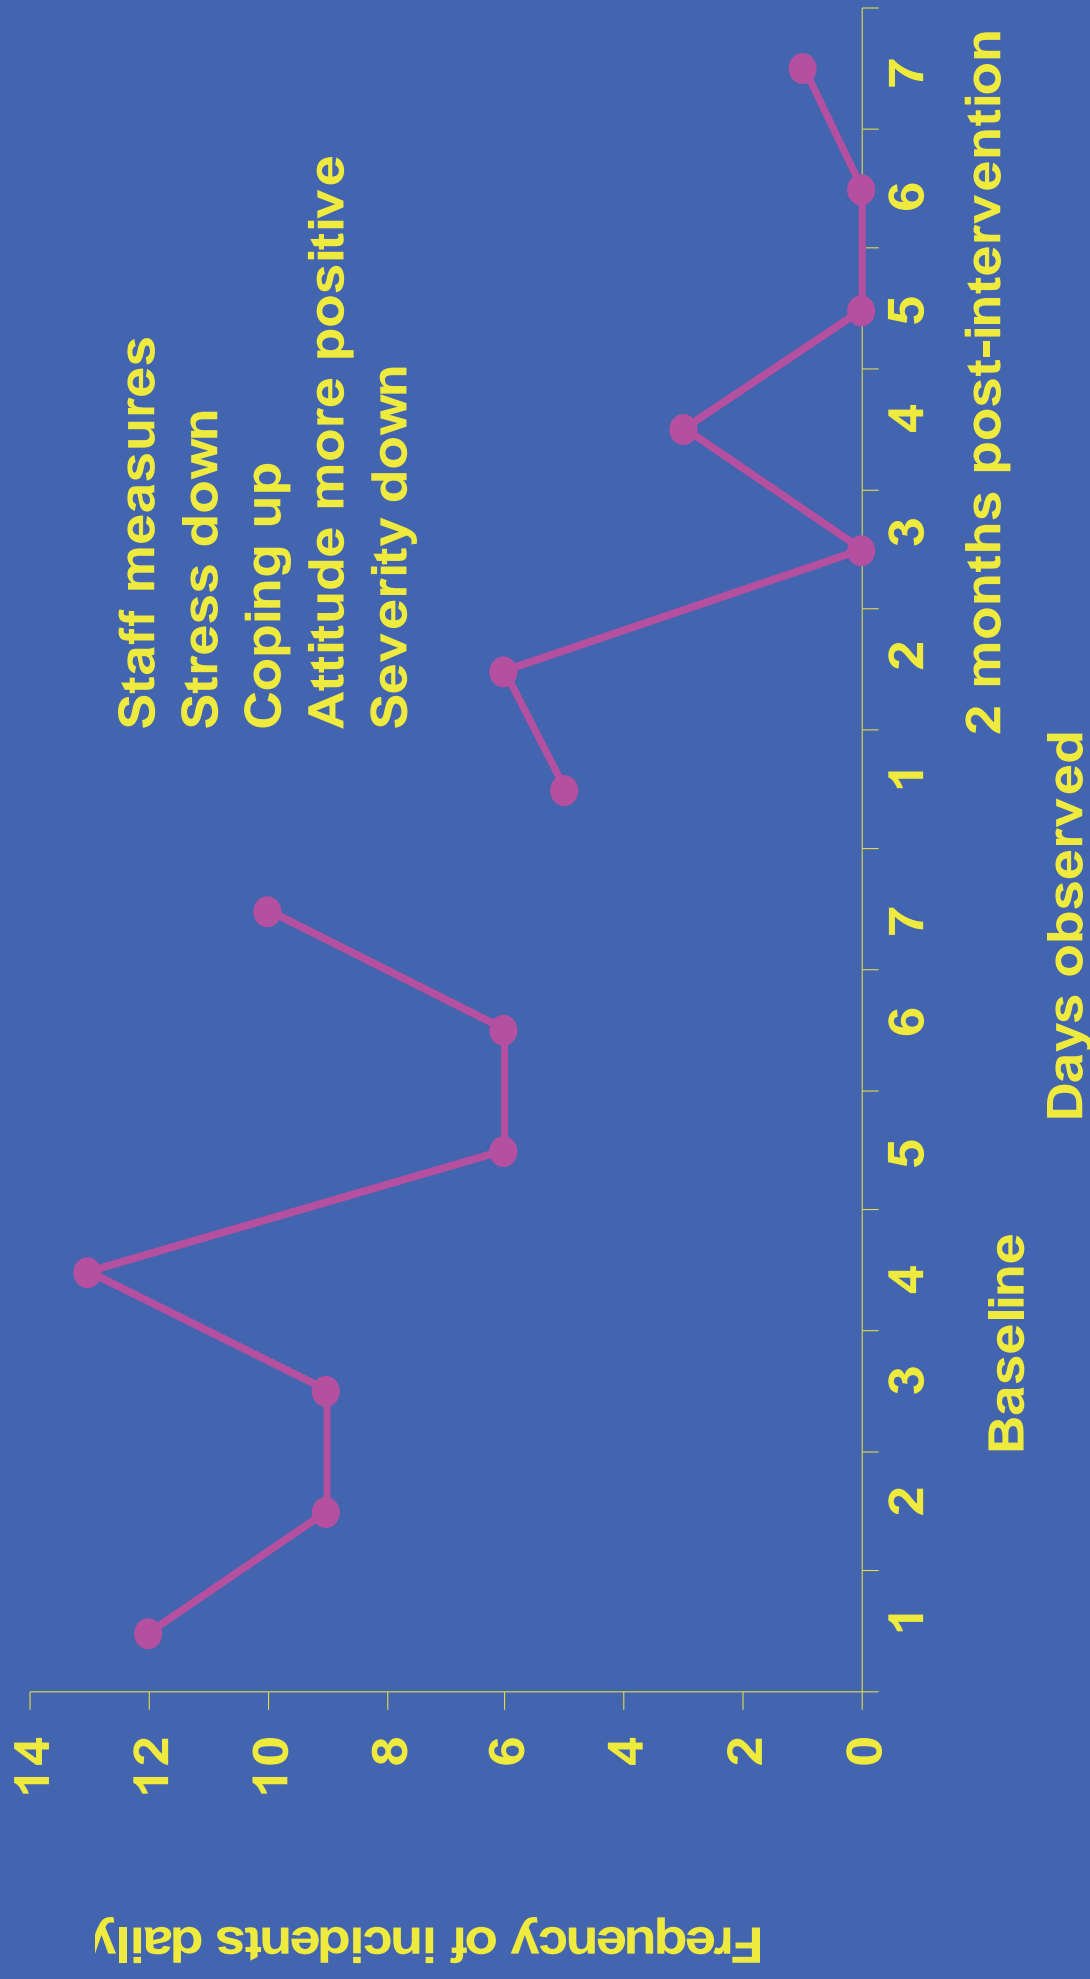 Staff measures
Stress down
Coping up
Attitude more positive
Severity down
Frequency of incidents daily
14
12
10
8
6
4
2
0
1 2 3 4 5 6 7 1 2 3 4 5 6 7
Baseline 2 months post-intervention
Days observed